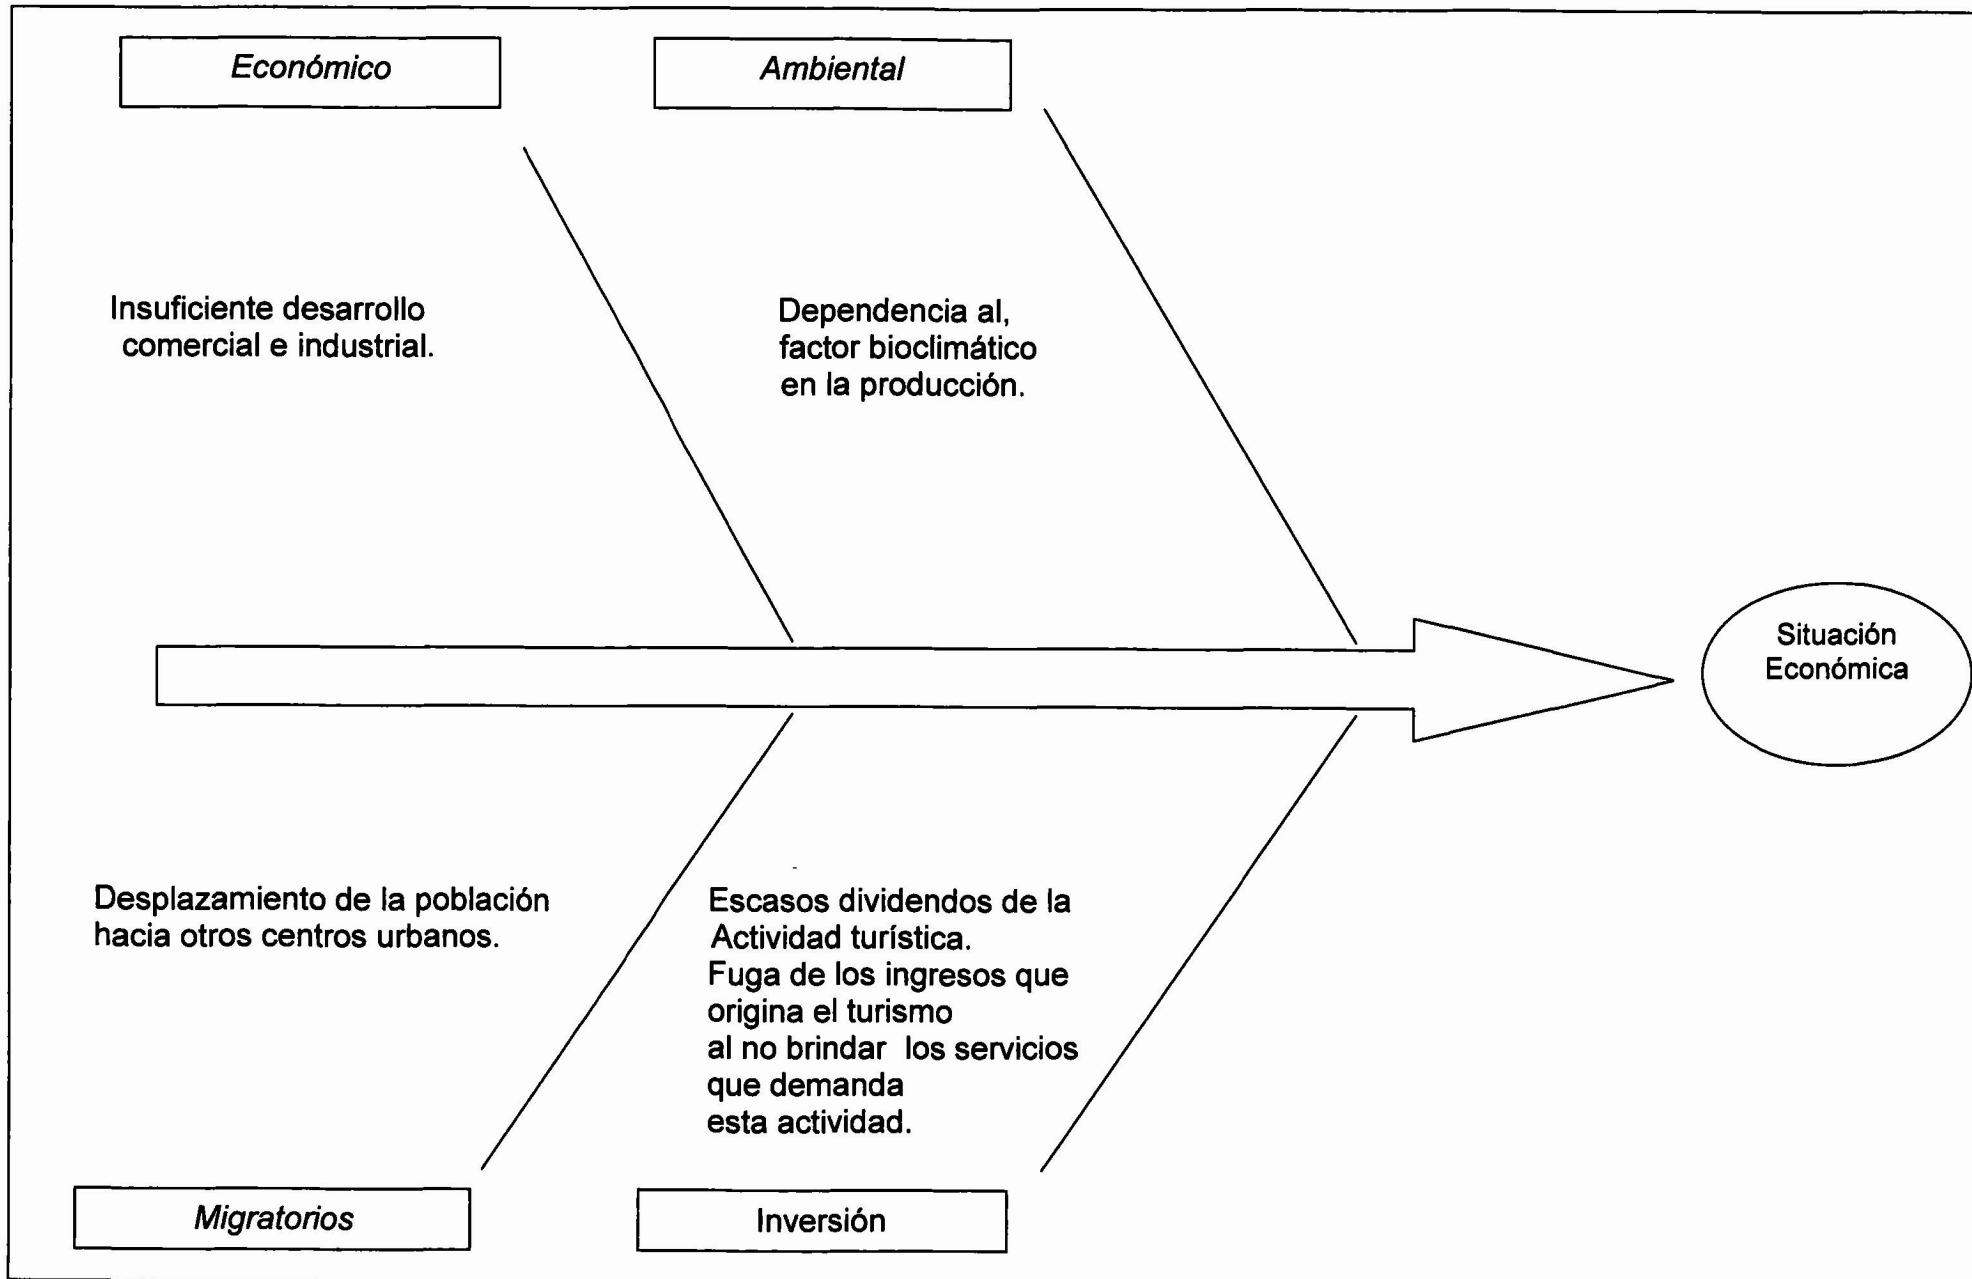 Económico
Ambiental
Insuficiente desarrollo
comercial e industrial.
Dependencia al,
factor bioclimático
en la producción.
Situación
Económica
Desplazamiento de la población
hacia otros centros urbanos.
Escasos dividendos de la
Actividad turística.
Fuga de los ingresos que
origina el turismo
al no brindar los servicios
que demanda
esta actividad.
Migratorios
Inversión